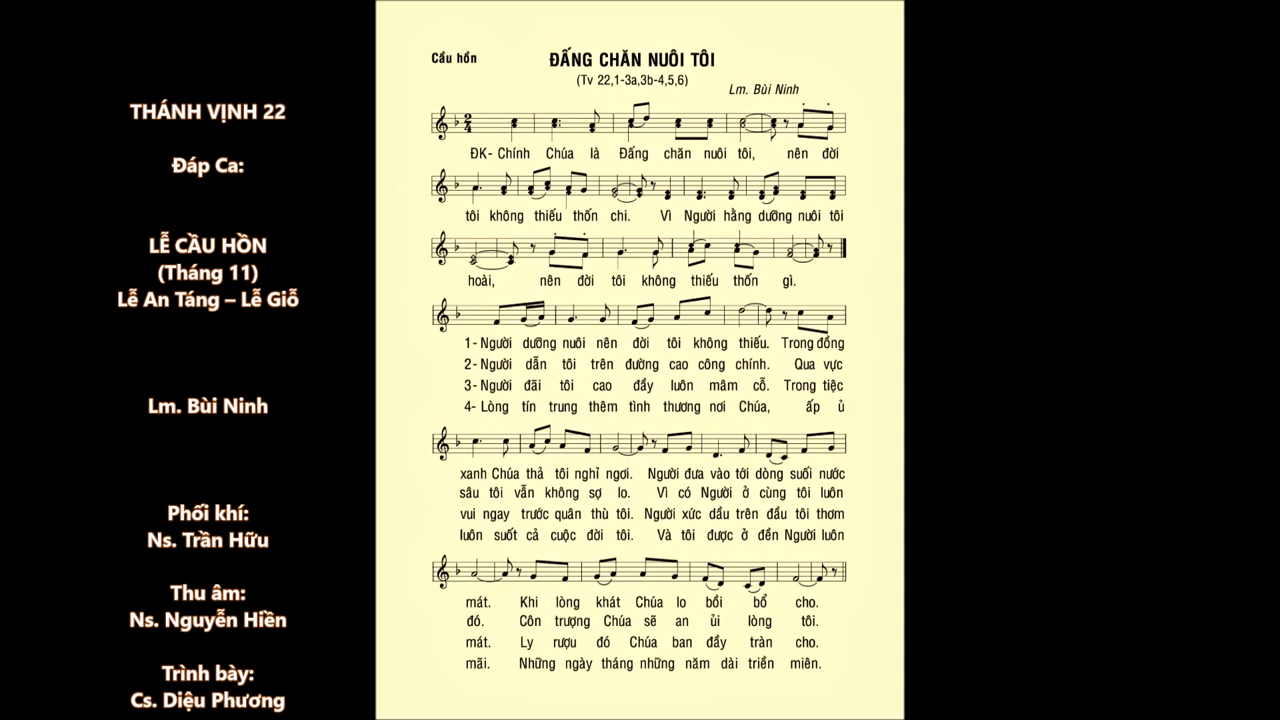 THÁNH VỊNH 22
Đáp Ca:
LỄ CẦU HỒN
(Tháng 11)
Lễ An Táng – Lễ Giỗ
Lm. Bùi Ninh
Phối khí:
Ns. Trần Hữu
Thu âm:
Ns. Nguyễn Hiền
Trình bày:
Cs. Diệu Phương
Cầu hồn
ĐẤNG CHĂN NUÔI TÔI
(Tv 22,1-3a,3b-4,5,6)
Lm. Bùi Ninh
2
4
ĐK- Chính Chúa là Đấng chăn nuôi tôi, nên đời
tôi không thiếu thốn chi. Vì Người hằng dưỡng nuôi tôi
hoài, nên đời tôi không thiếu thốn gì.
1- Người dưỡng nuôi nên đời tôi không thiếu. Trong đồng
2- Người dẫn tôi trên đường cao công chính. Qua vực
3- Người đãi tôi cao đầy luôn mâm cỗ. Trong tiệc
4- Lòng tín trung thêm tình thương nơi Chúa, ấp ủ
xanh Chúa thả tôi nghỉ ngơi. Người đưa vào tới dòng suối nước
sâu tôi vẫn không sợ lo. Vì có Người ở cùng tôi luôn
vui ngay trước quân thù tôi. Người xức dầu trên đầu tôi thơm
luôn suốt cả cuộc đời tôi. Và tôi được ở đền Người luôn
mát. Khi lòng khát Chúa lo bồi bổ cho.
đó. Côn trượng Chúa sẽ an ủi lòng tôi.
mát. Ly rượu đó Chúa ban đầy tràn cho.
mãi. Những ngày tháng những năm dài triền miên.